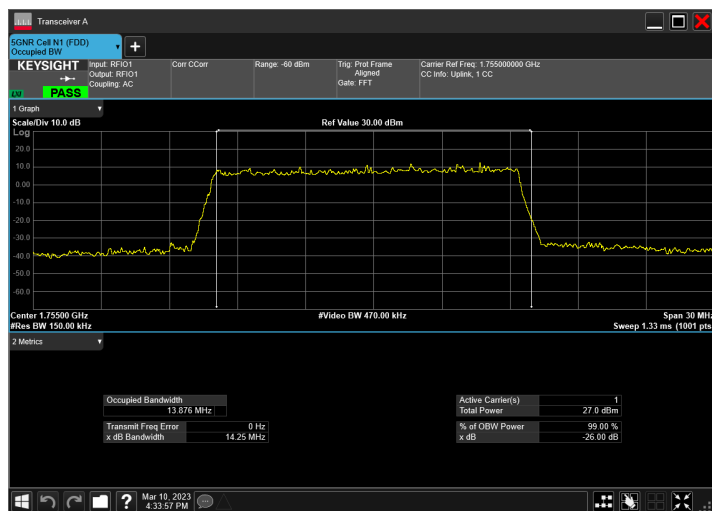 Transceiver A
5GNR Cell N1 (FDD)
Occupied BW
KEYSIGHT
LXI
PASS
Input: RFIO1
Output: RFIO1
Coupling: AC
Corr CCorr
Range: -60 dBm
Trig: Prot Frame
Aligned
Gate: FFT
Carrier Ref Freq: 1.755000000 GHz
CC Info: Uplink, 1 CC
1 Graph
Scale/Div 10.0 dB
Ref Value 30.00 dBm
Log
20.0
10.0
0.00
-10.0
-20.0
-30.0
-40.0
-50.0
-60.0
Center 1.75500 GHz
#Video BW 470.00 kHz
Span 30 MHz
#Res BW 150.00 kHz
Sweep 1.33 ms (1001 pts
2 Metrics
Occupied Bandwidth
13.876 MHz
Transmit Freq Error 0 Hz
x dB Bandwidth 14.25 MHz
Active Carrier(s) 1
Total Power 27.0 dBm
% of OBW Power 99.00 %
x dB -26.00 dB
?
Mar 10, 2023
4:33:57 PM